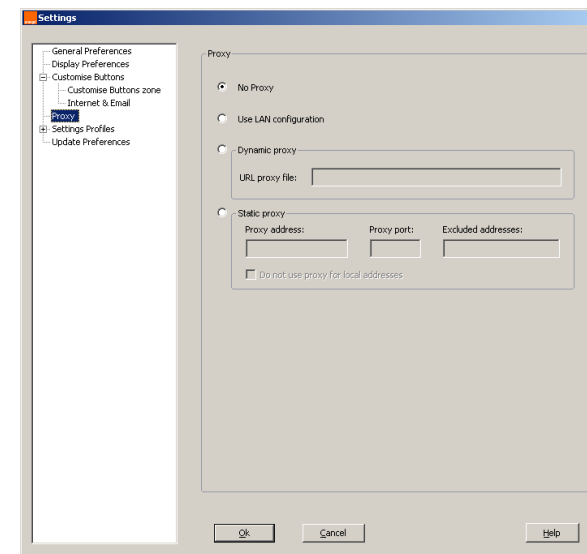 Settings
General Preferences
Display Preferences
Customise Buttons
Customise Buttons zone
Internet & Email
Proxy
Settings Profiles
Update Preferences
Proxy
No Proxy
Use LAN configuration
Dynamic proxy
URL proxy file:
Static proxy
Proxy address: Proxy port: Excluded addresses:
Do not use proxy for local addresses
Ok Cancel Help